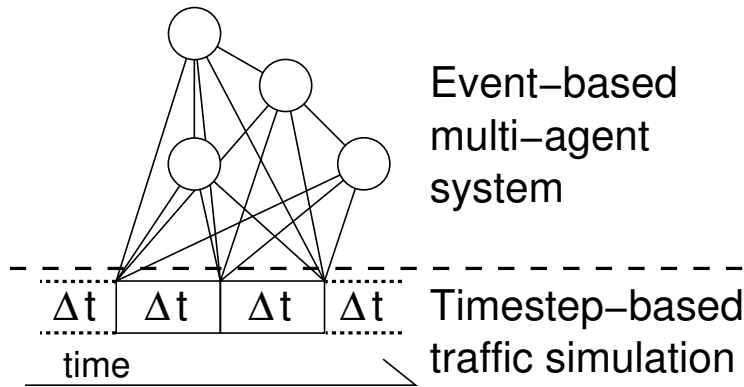 Event−based
multi−agent
system
Δt Δt Δt Δt
Timestep−based
traffic simulation
time